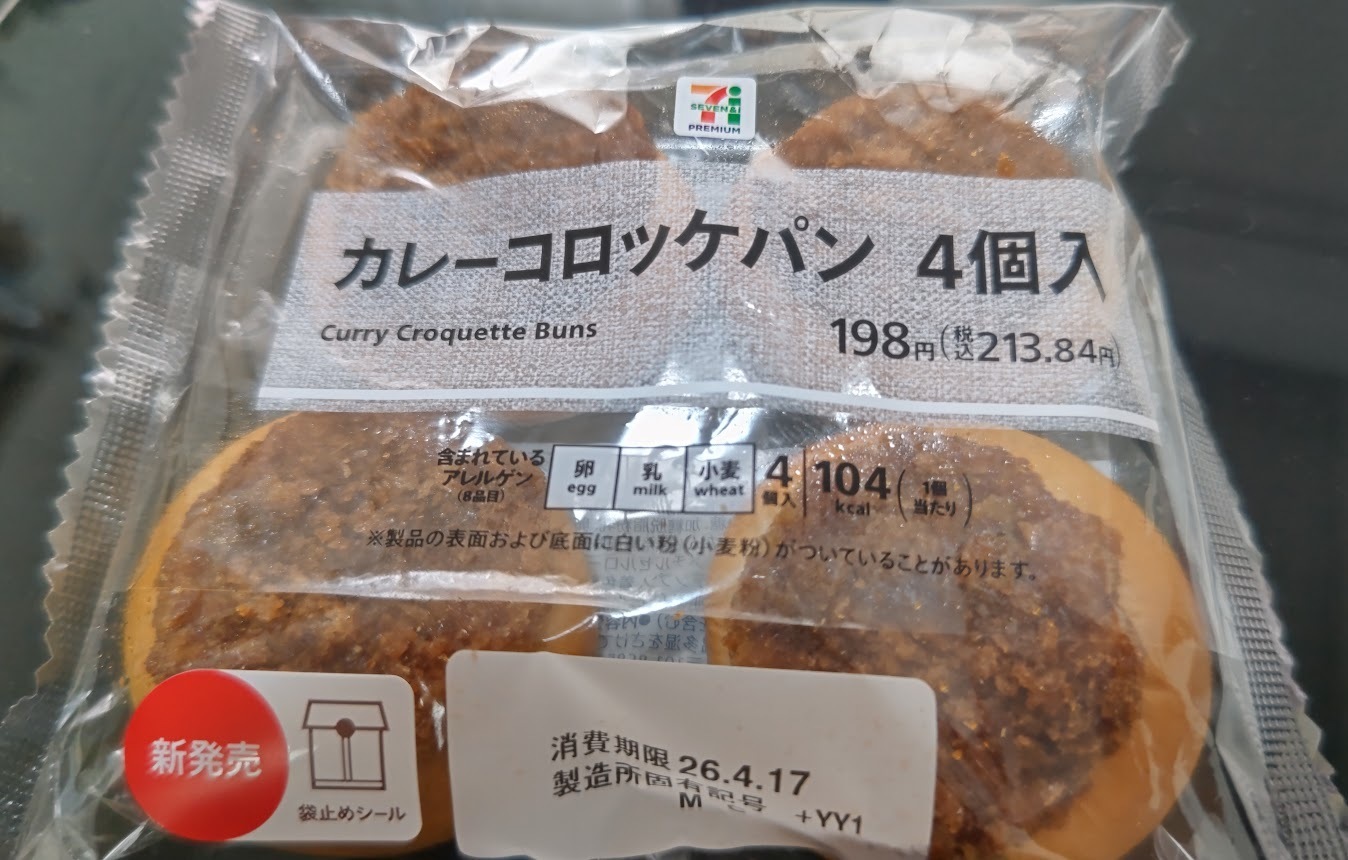 SEVEN&i
PREMIUM
カレーコロッケパン 4個入
Curry Croquette Buns
198円(税込213.84円)
含まれている
アレルゲン
(8品目)
卵
egg
乳
milk
小麦
wheat
4
個入
104
kcal
(1個
当たり)
※製品の表面および底面に白い粉(小麦粉)がついていることがあります。
新発売
袋止めシール
消費期限 26.4.17
製造所固有記号
+YY1